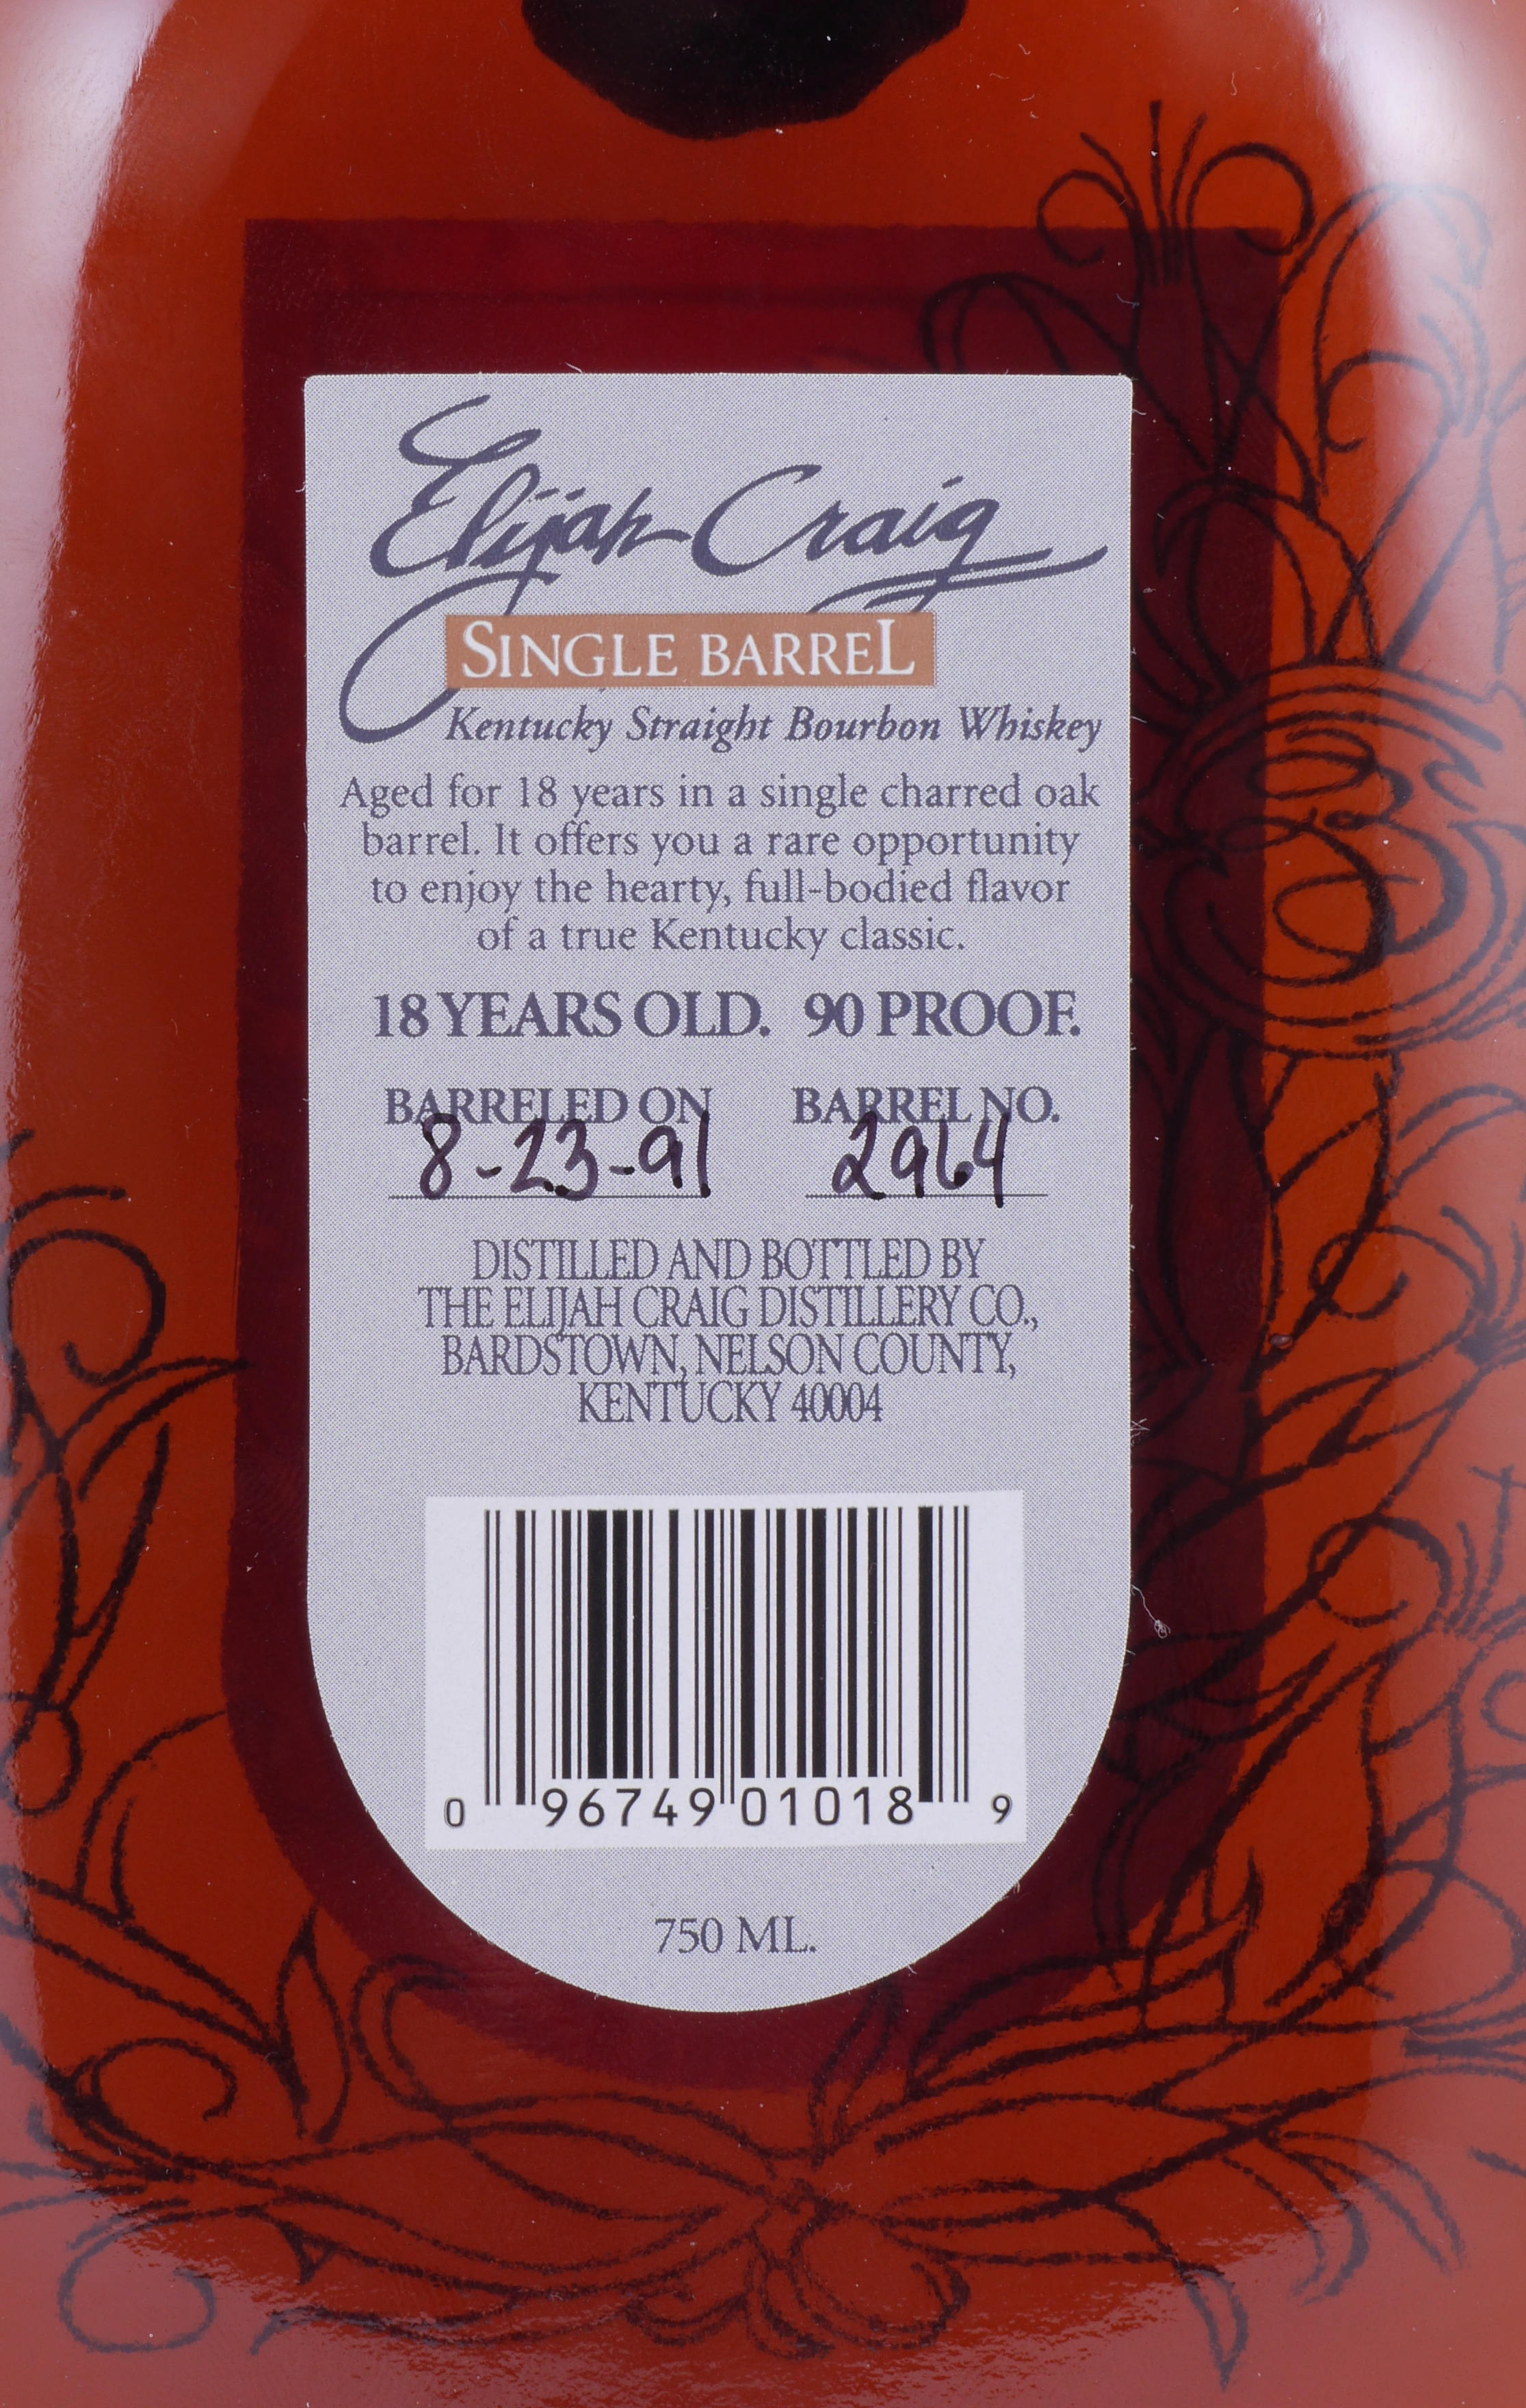 Elijah Craig
SINGLE BARREL
Kentucky Straight Bourbon Whiskey
Aged for 18 years in a single charred oak
barrel. It offers you a rare opportunity
to enjoy the hearty, full-bodied flavor
of a true Kentucky classic.
18 YEARS OLD. 90 PROOF.
BARRELED ON BARREL NO.
8-23-91 2964
DISTILLED AND BOTTLED BY
THE ELIJAH CRAIG DISTILLERY CO.,
BARDSTOWN, NELSON COUNTY,
KENTUCKY 40004
0 96749 01018 9
750 ML.